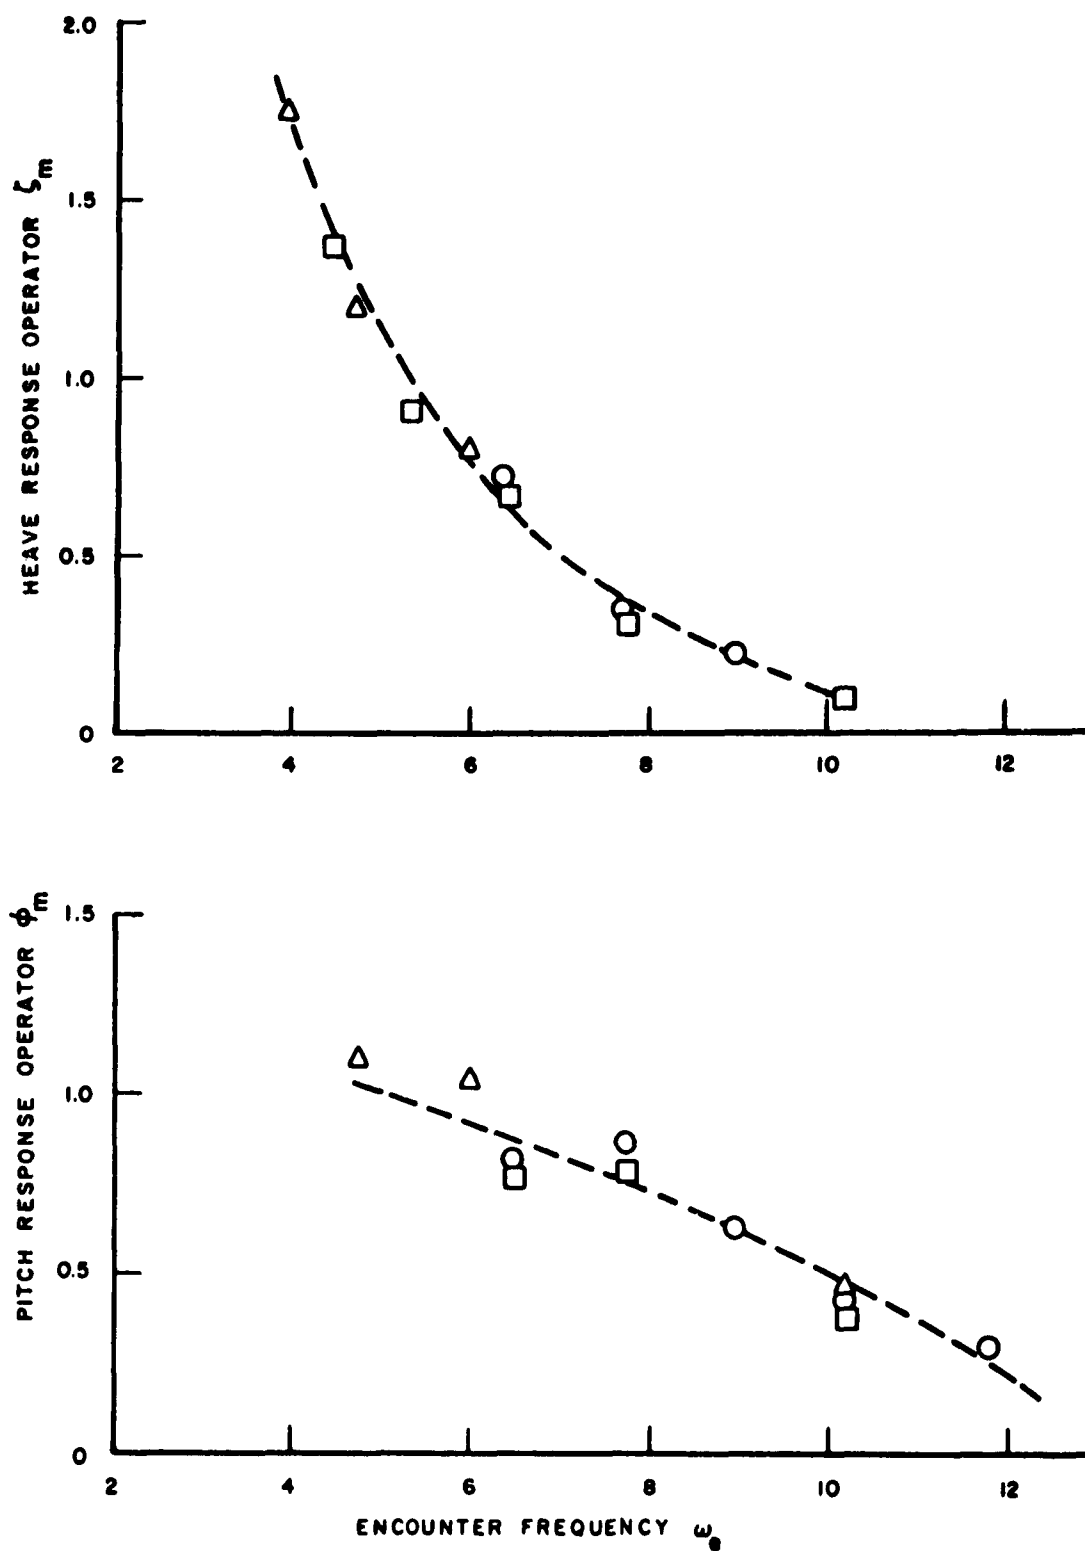 2.0
1.5
1.0
0.5
0
HEAVE RESPONSE OPERATOR ζm
2 4 6 8 10 12
1.5
1.0
0.5
0
PITCH RESPONSE OPERATOR ϕm
2 4 6 8 10 12
ENCOUNTER FREQUENCY ωe